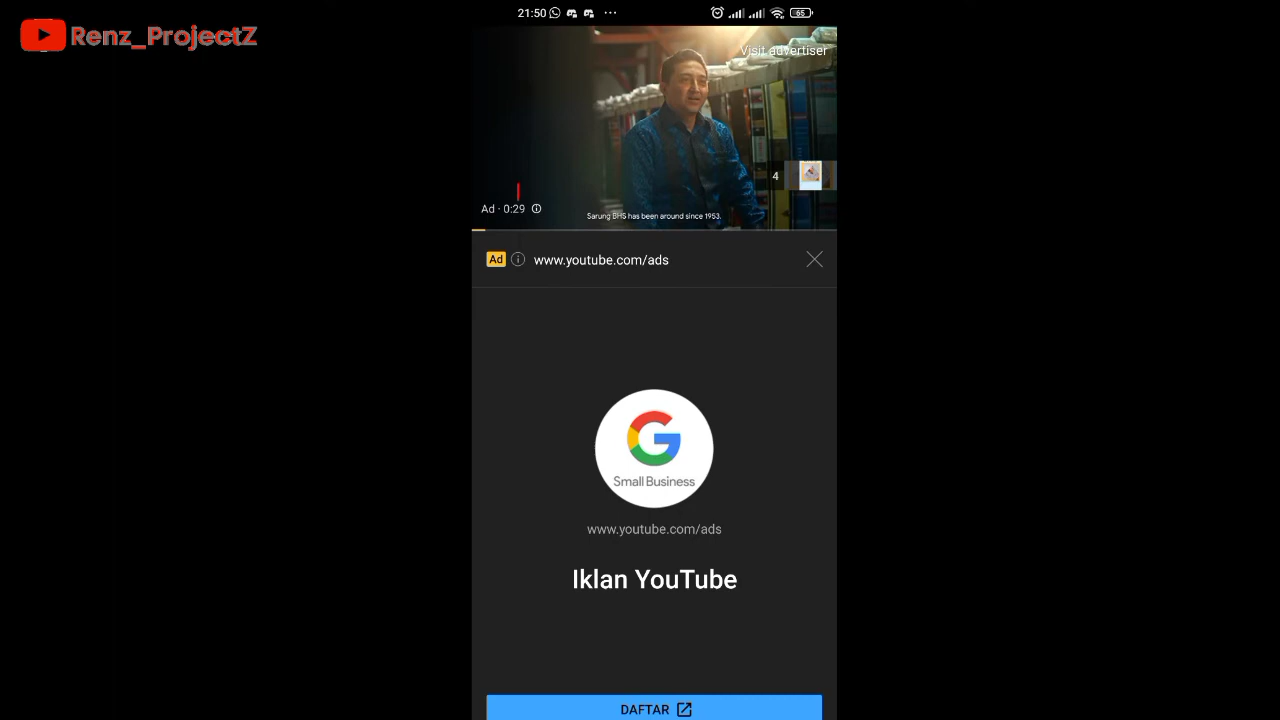 Renz_ProjectZ
21:50
65
Visit advertiser
4
Ad · 0:29
Sarung BHS has been around since 1953.
Ad www.youtube.com/ads
G
Small Business
www.youtube.com/ads
Iklan YouTube
DAFTAR